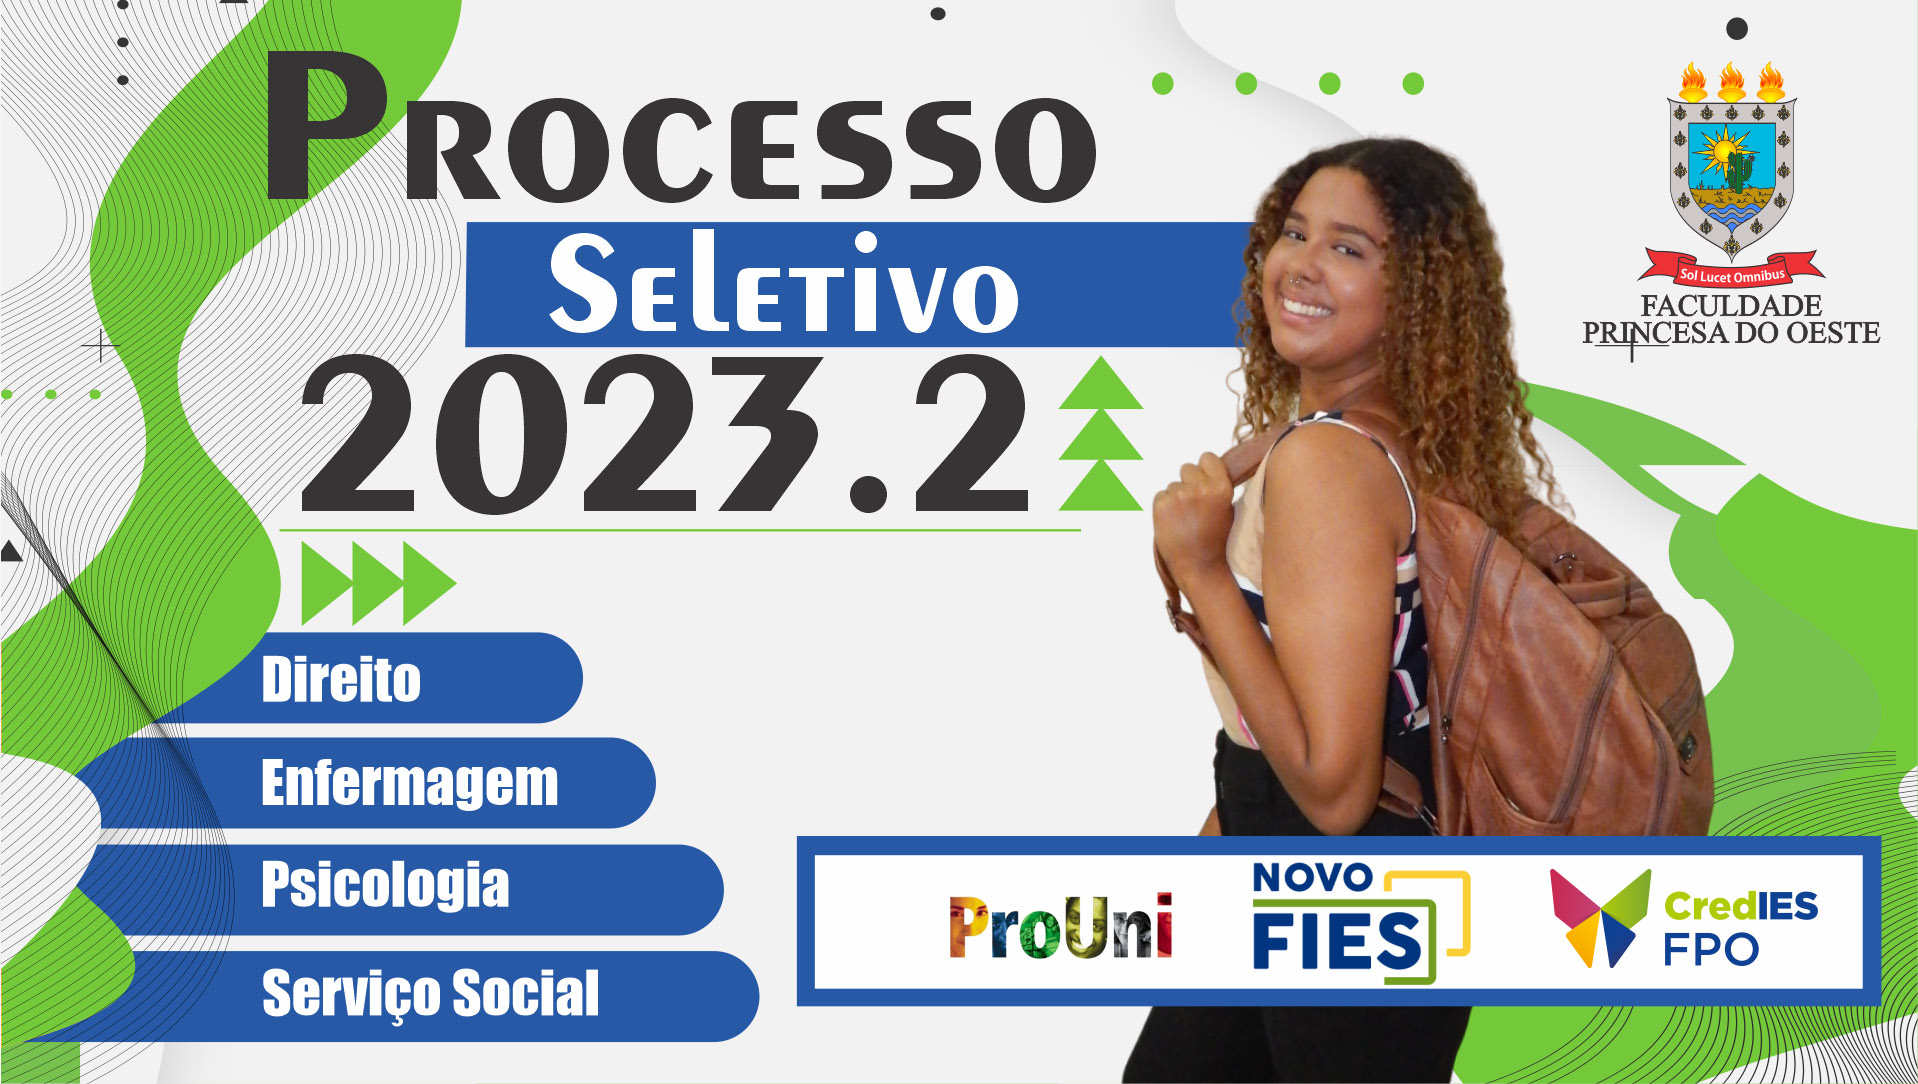 Processo
Seletivo
2023.2
Sol Lucet Omnibus
FACULDADE
PRINCESA DO OESTE
Direito
Enfermagem
Psicologia
Serviço Social
ProUni
NOVO
FIES
CredIES
FPO